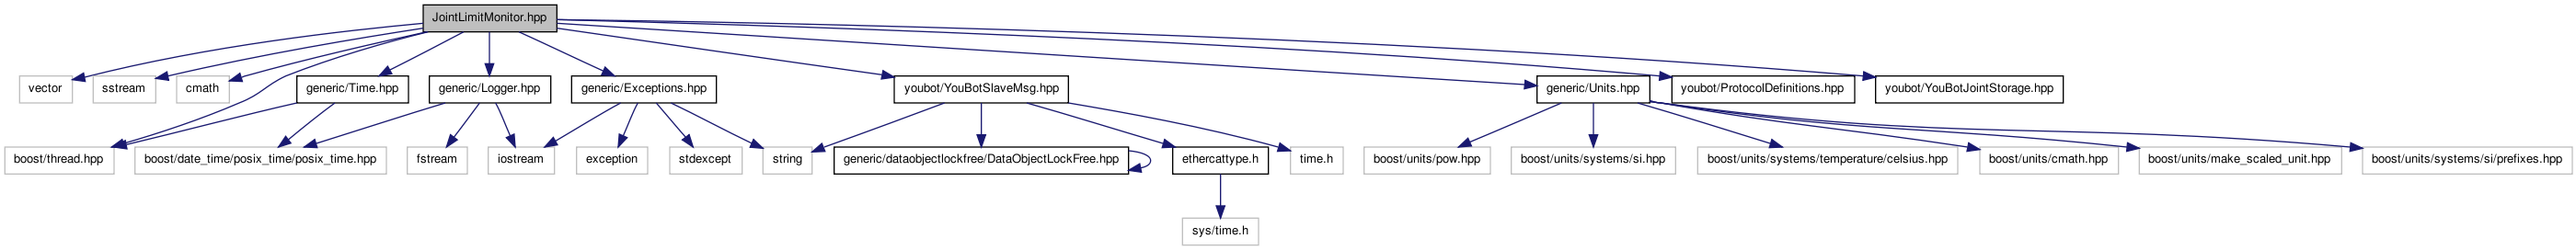 JointLimitMonitor.hpp
vector
sstream
cmath
generic/Time.hpp
generic/Logger.hpp
generic/Exceptions.hpp
youbot/YouBotSlaveMsg.hpp
generic/Units.hpp
youbot/ProtocolDefinitions.hpp
youbot/YouBotJointStorage.hpp
boost/thread.hpp
boost/date_time/posix_time/posix_time.hpp
fstream
iostream
exception
stdexcept
string
generic/dataobjectlockfree/DataObjectLockFree.hpp
ethercattype.h
time.h
boost/units/pow.hpp
boost/units/systems/si.hpp
boost/units/systems/temperature/celsius.hpp
boost/units/cmath.hpp
boost/units/make_scaled_unit.hpp
boost/units/systems/si/prefixes.hpp
sys/time.h